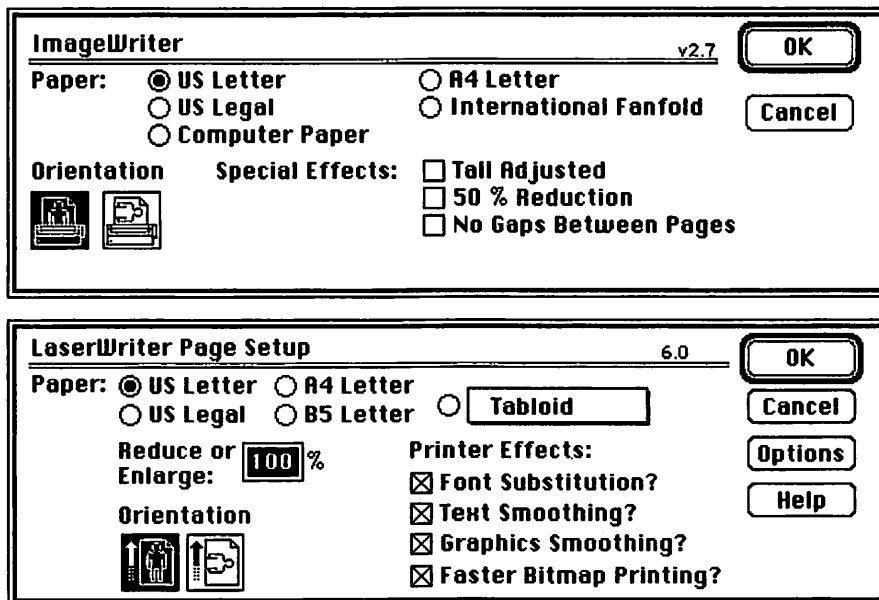 ImageWriter v2.7 OK
Paper: US Letter A4 Letter
US Legal International Fanfold Cancel
Computer Paper
Orientation Special Effects: Tall Adjusted
50 % Reduction
No Gaps Between Pages
LaserWriter Page Setup 6.0 OK
Paper: US Letter A4 Letter
US Legal B5 Letter Tabloid Cancel
Reduce or 100 % Printer Effects: Options
Enlarge: Font Substitution?
Orientation Text Smoothing? Help
Graphics Smoothing?
Faster Bitmap Printing?